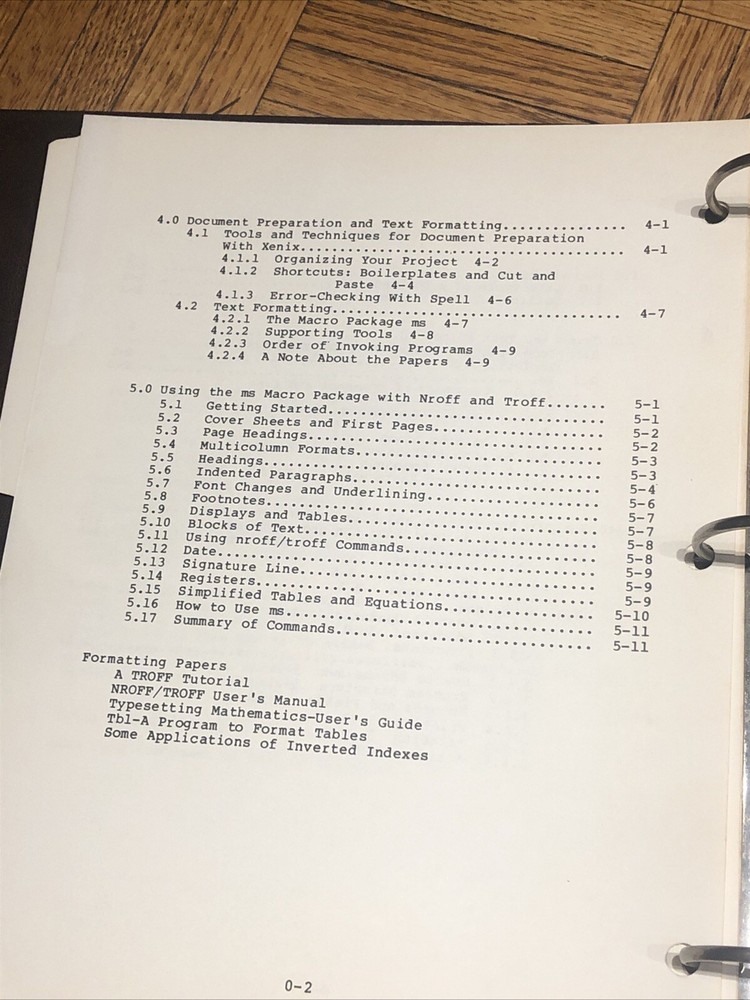 4.0 Document Preparation and Text Formatting............... 4-1
4.1 Tools and Techniques for Document Preparation
With Xenix........................................ 4-1
4.1.1 Organizing Your Project 4-2
4.1.2 Shortcuts: Boilerplates and Cut and
Paste 4-4
4.1.3 Error-Checking With Spell 4-6
4.2 Text Formatting................................... 4-7
4.2.1 The Macro Package ms 4-7
4.2.2 Supporting Tools 4-8
4.2.3 Order of Invoking Programs 4-9
4.2.4 A Note About the Papers 4-9
5.0 Using the ms Macro Package with Nroff and Troff....... 5-1
5.1 Getting Started.................................. 5-1
5.2 Cover Sheets and First Pages..................... 5-2
5.3 Page Headings.................................... 5-2
5.4 Multicolumn Formats.............................. 5-3
5.5 Headings......................................... 5-3
5.6 Indented Paragraphs.............................. 5-4
5.7 Font Changes and Underlining..................... 5-6
5.8 Footnotes........................................ 5-7
5.9 Displays and Tables.............................. 5-7
5.10 Blocks of Text................................... 5-8
5.11 Using nroff/troff Commands....................... 5-8
5.12 Date............................................. 5-9
5.13 Signature Line................................... 5-9
5.14 Registers........................................ 5-9
5.15 Simplified Tables and Equations.................. 5-10
5.16 How to Use ms.................................... 5-11
5.17 Summary of Commands.............................. 5-11
Formatting Papers
A TROFF Tutorial
NROFF/TROFF User's Manual
Typesetting Mathematics-User's Guide
Tbl-A Program to Format Tables
Some Applications of Inverted Indexes
0-2